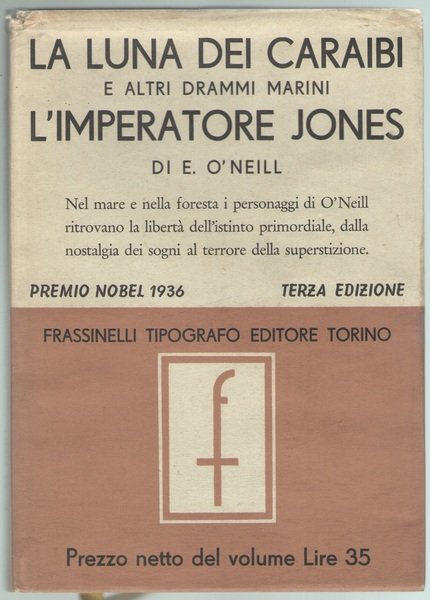 LA LUNA DEI CARAIBI
E ALTRI DRAMMI MARINI
L'IMPERATORE JONES
DI E. O'NEILL
Nel mare e nella foresta i personaggi di O'Neill
ritrovano la libertà dell'istinto primordiale, dalla
nostalgia dei sogni al terrore della superstizione.
PREMIO NOBEL 1936 TERZA EDIZIONE
FRASSINELLI TIPOGRAFO EDITORE TORINO
f
Prezzo netto del volume Lire 35